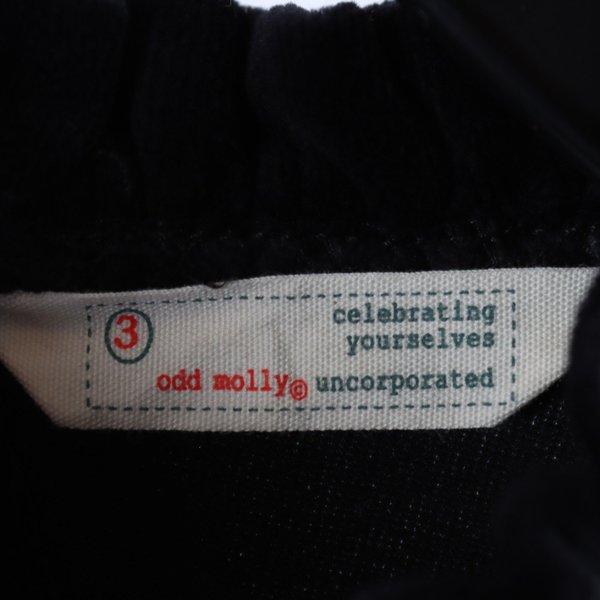 3
celebrating
yourselves
odd molly© uncorporated